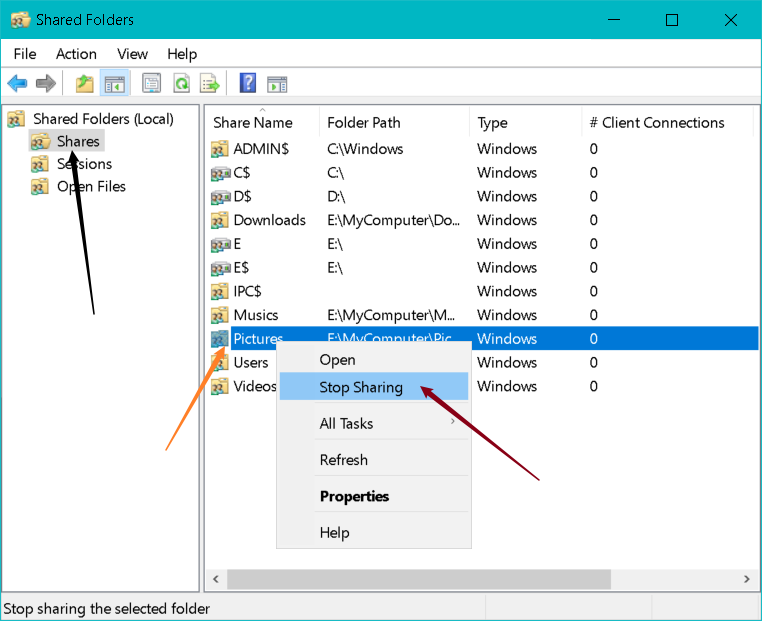 Shared Folders
File Action View Help
Shared Folders (Local)
Shares
Sessions
Open Files
Share Name Folder Path Type # Client Connections
ADMIN$ C:\Windows Windows 0
C$ C:\ Windows 0
D$ D:\ Windows 0
Downloads E:\MyComputer\Do... Windows 0
E E:\ Windows 0
E$ E:\ Windows 0
IPC$ Windows 0
Musics E:\MyComputer\M... Windows 0
Pictures E:\MyComputer\Pic... Windows 0
Users Windows 0
Videos Windows 0
Open
Stop Sharing
All Tasks
Refresh
Properties
Help
Stop sharing the selected folder